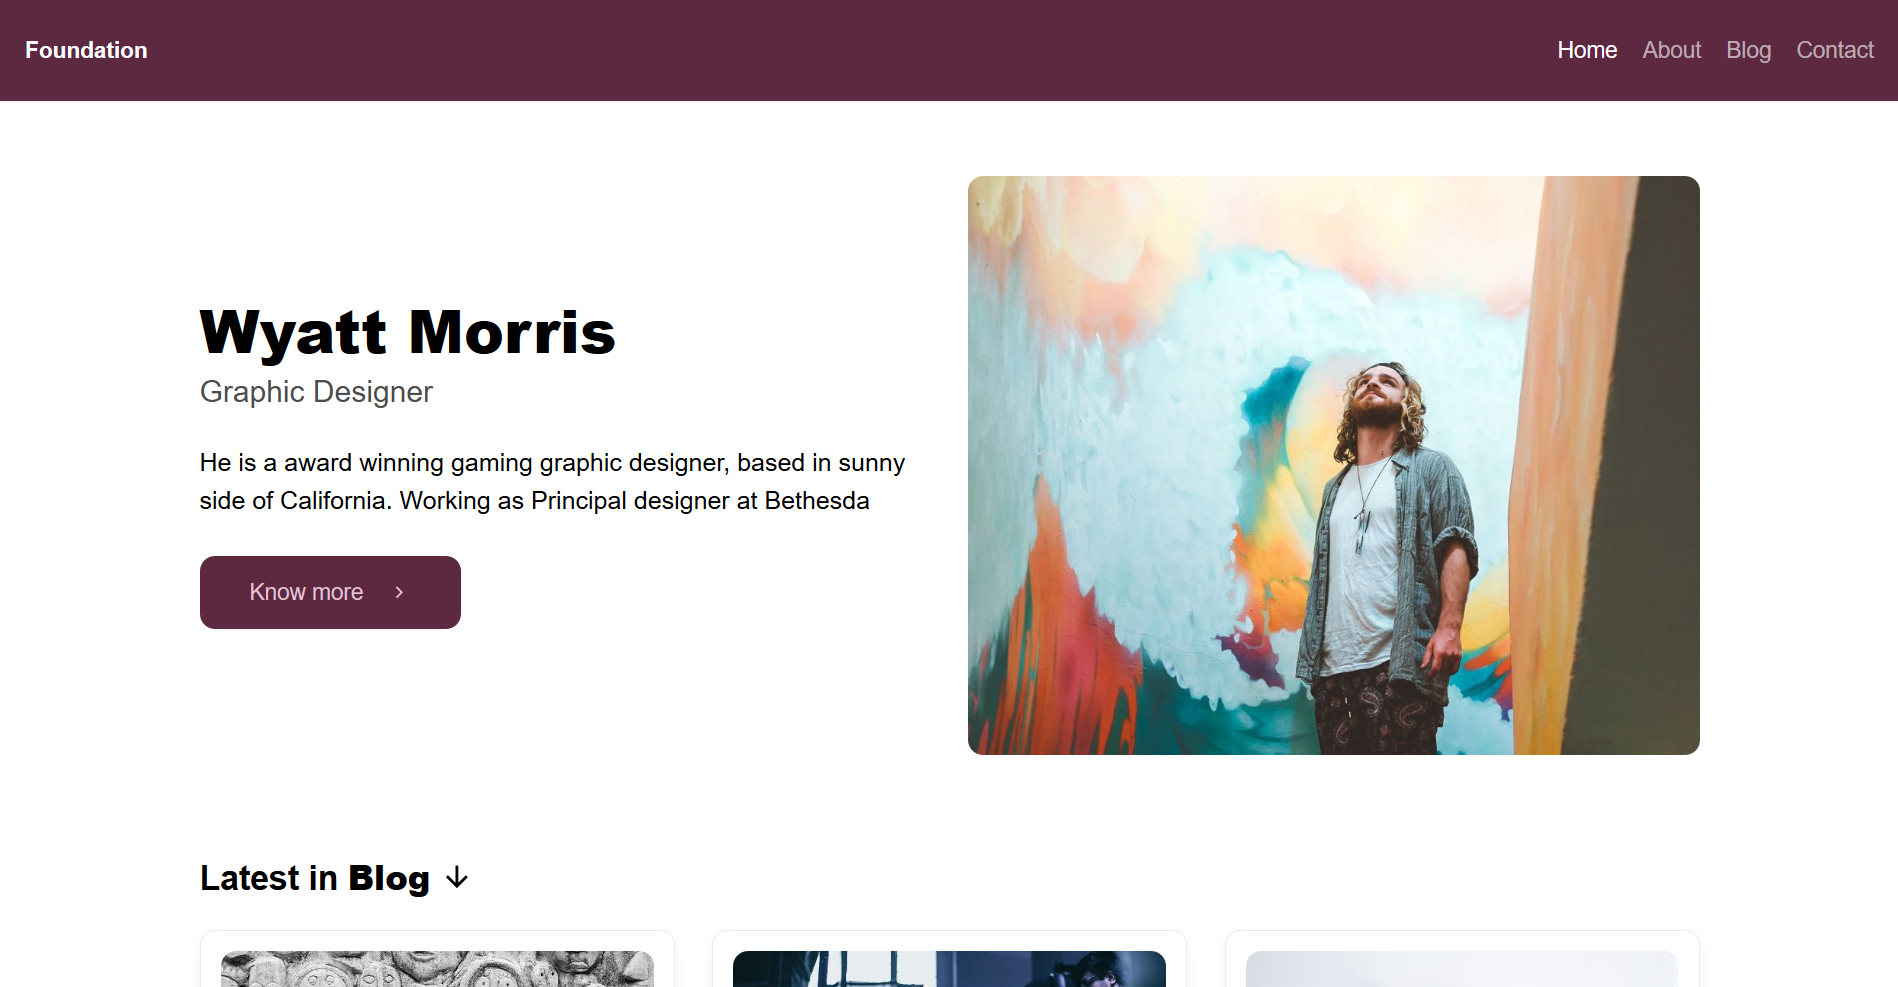 Foundation
Home About Blog Contact
Wyatt Morris
Graphic Designer
He is a award winning gaming graphic designer, based in sunny
side of California. Working as Principal designer at Bethesda
Know more
Latest in Blog